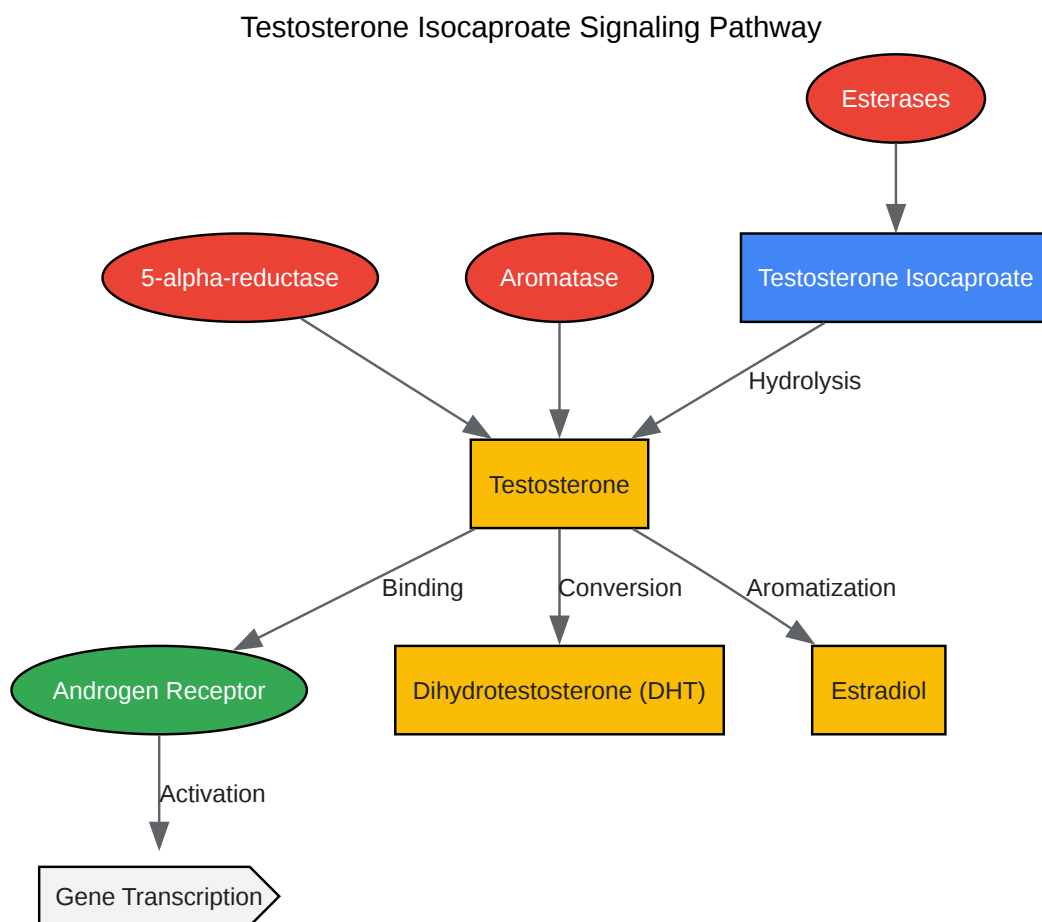 Testosterone Isocaproate Signaling Pathway
Esterases
5-alpha-reductase
Aromatase
Testosterone Isocaproate
Hydrolysis
Testosterone
Binding
Conversion
Aromatization
Androgen Receptor
Dihydrotestosterone (DHT)
Estradiol
Activation
Gene Transcription